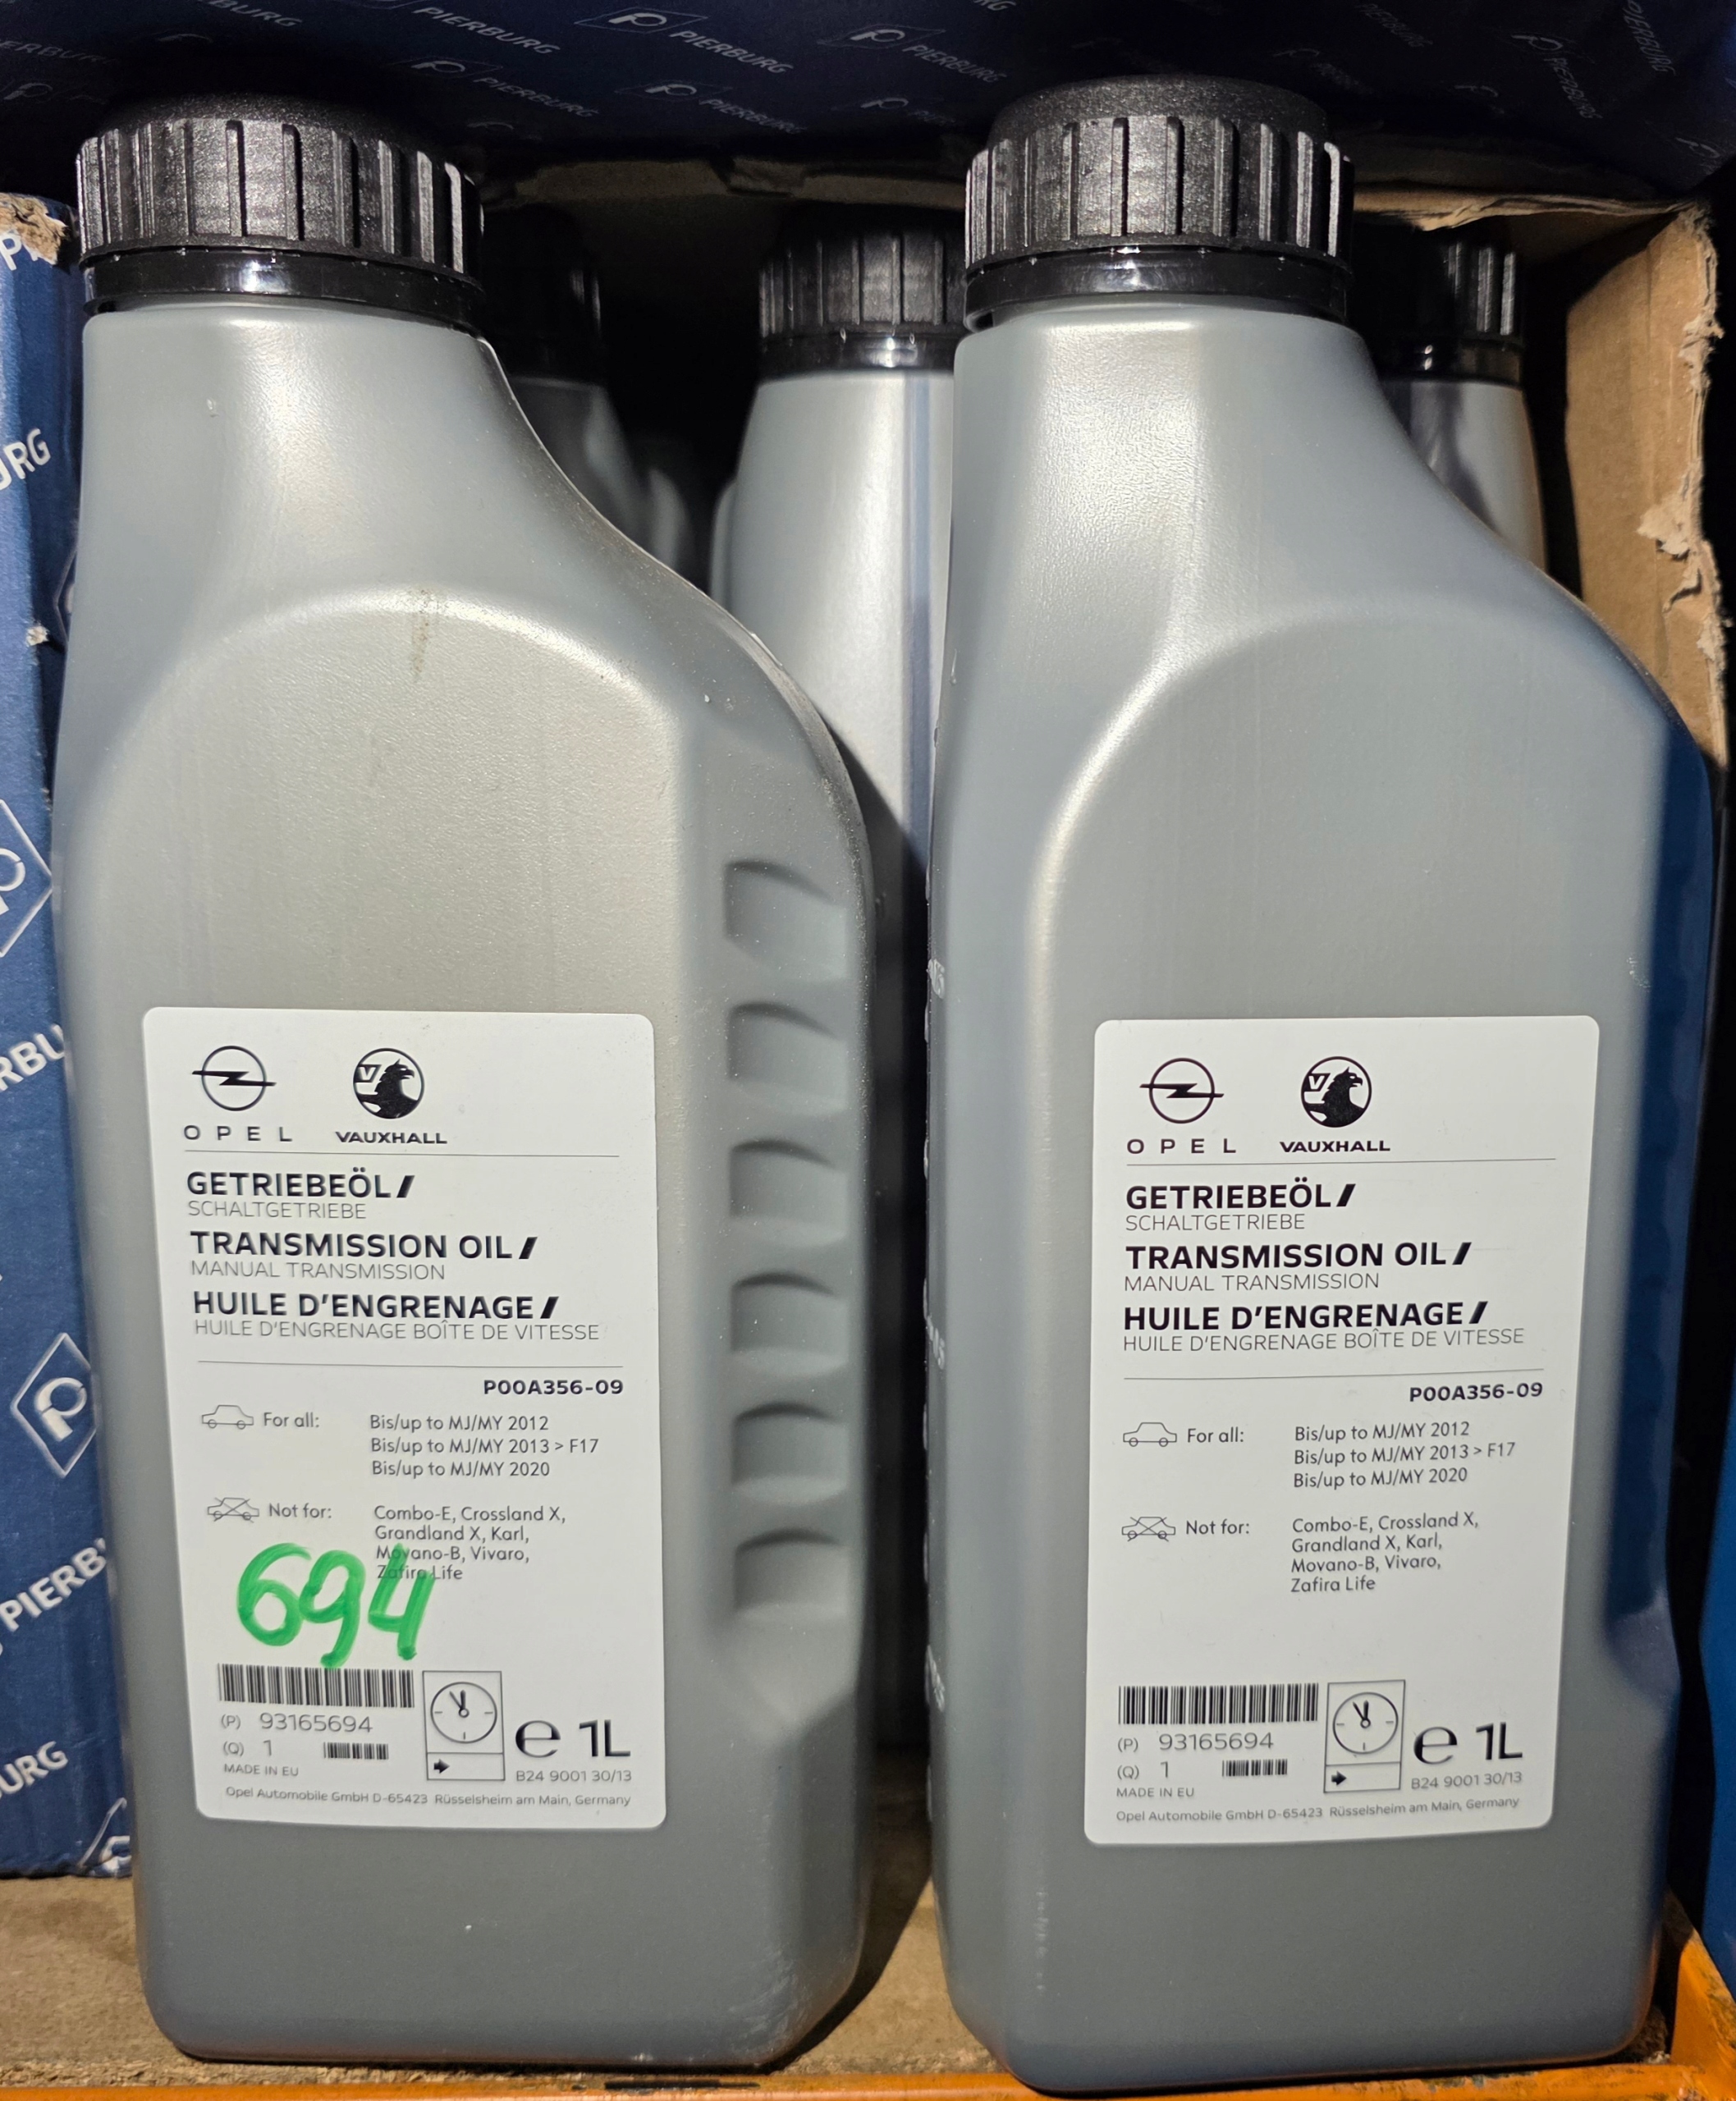 PIERBURG
PIERBURG
PIERBURG
PIERBURG
PIERBURG
PIERBURG
PIERBURG
OPEL VAUXHALL
GETRIEBEÖL/
SCHALTGETRIEBE
TRANSMISSION OIL/
MANUAL TRANSMISSION
HUILE D'ENGRENAGE/
HUILE D'ENGRENAGE BOÎTE DE VITESSE
P00A356-09
For all: Bis/up to MJ/MY 2012
Bis/up to MJ/MY 2013 > F17
Bis/up to MJ/MY 2020
Not for: Combo-E, Crossland X,
Grandland X, Karl,
Movano-B, Vivaro,
Zafira Life
694
(P) 93165694
(Q) 1
e 1L
MADE IN EU
B24 9001 30/13
Opel Automobile GmbH D-65423 Rüsselsheim am Main, Germany
OPEL VAUXHALL
GETRIEBEÖL/
SCHALTGETRIEBE
TRANSMISSION OIL/
MANUAL TRANSMISSION
HUILE D'ENGRENAGE/
HUILE D'ENGRENAGE BOÎTE DE VITESSE
P00A356-09
For all: Bis/up to MJ/MY 2012
Bis/up to MJ/MY 2013 > F17
Bis/up to MJ/MY 2020
Not for: Combo-E, Crossland X,
Grandland X, Karl,
Movano-B, Vivaro,
Zafira Life
(P) 93165694
(Q) 1
e 1L
MADE IN EU
B24 9001 30/13
Opel Automobile GmbH D-65423 Rüsselsheim am Main, Germany